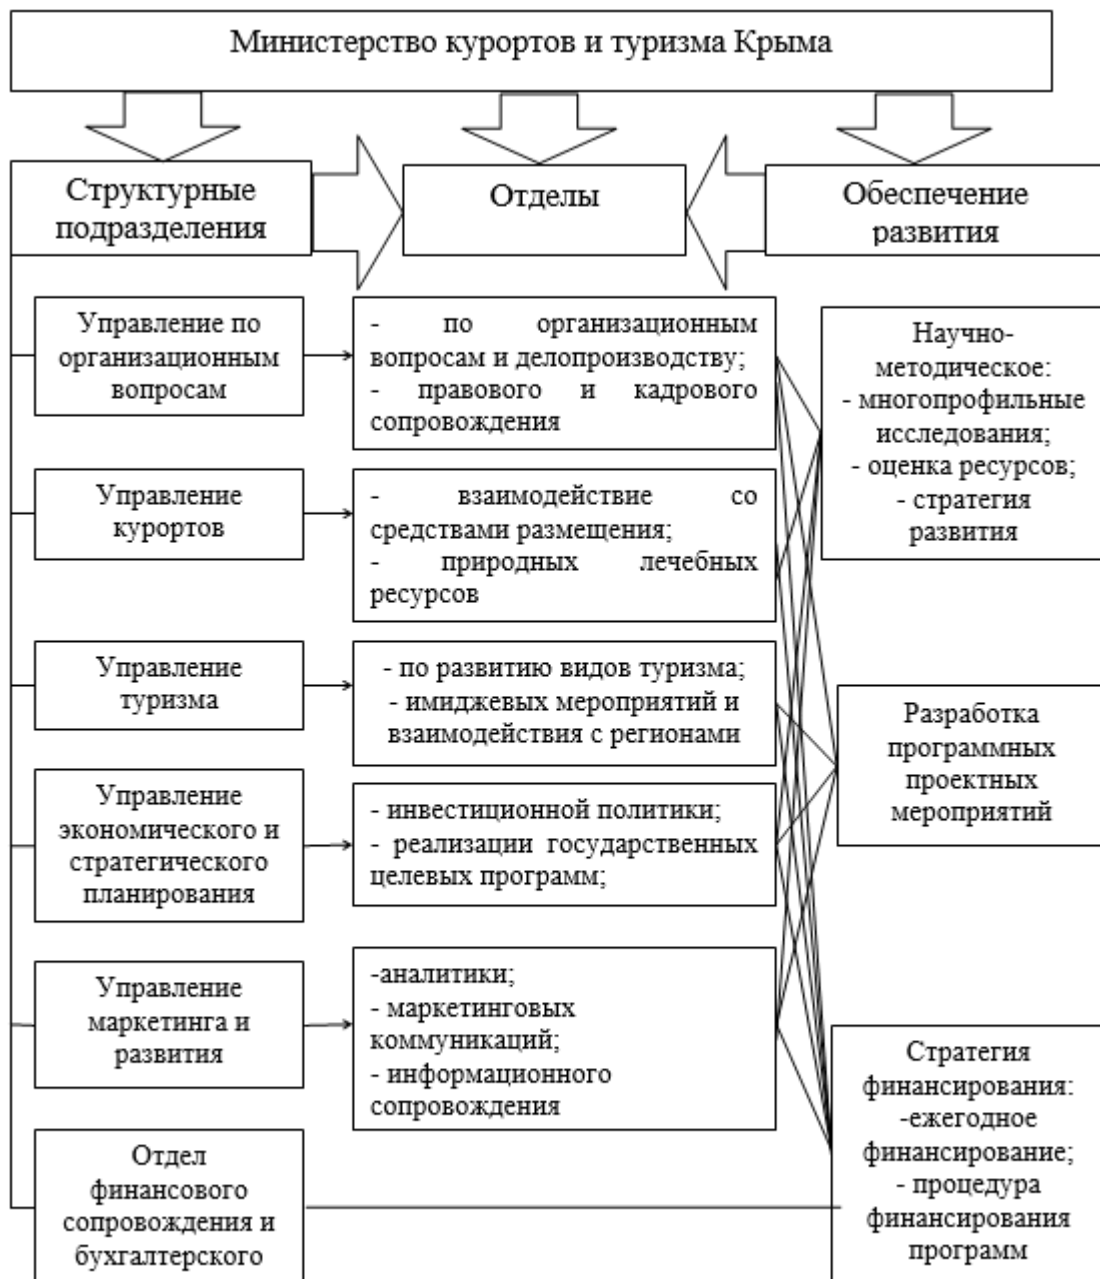 Министерство курортов и туризма Крыма
Структурные
подразделения
Отделы
Обеспечение
развития
Управление по
организационным
вопросам
- по организационным
вопросам и делопроизводству;
- правового и кадрового
сопровождения
Научно-
методическое:
- многопрофильные
исследования;
- оценка ресурсов;
- стратегия
развития
Управление
курортов
- взаимодействие со
средствами размещения;
- природных лечебных
ресурсов
Управление
туризма
- по развитию видов туризма;
- имиджевых мероприятий и
взаимодействия с регионами
Разработка
программных
проектных
мероприятий
Управление
экономического и
стратегического
планирования
- инвестиционной политики;
- реализации государственных
целевых программ;
Управление
маркетинга и
развития
-аналитики;
- маркетинговых
коммуникаций;
- информационного
сопровождения
Стратегия
финансирования:
-ежегодное
финансирование;
- процедура
финансирования
программ
Отдел
финансового
сопровождения и
бухгалтерского